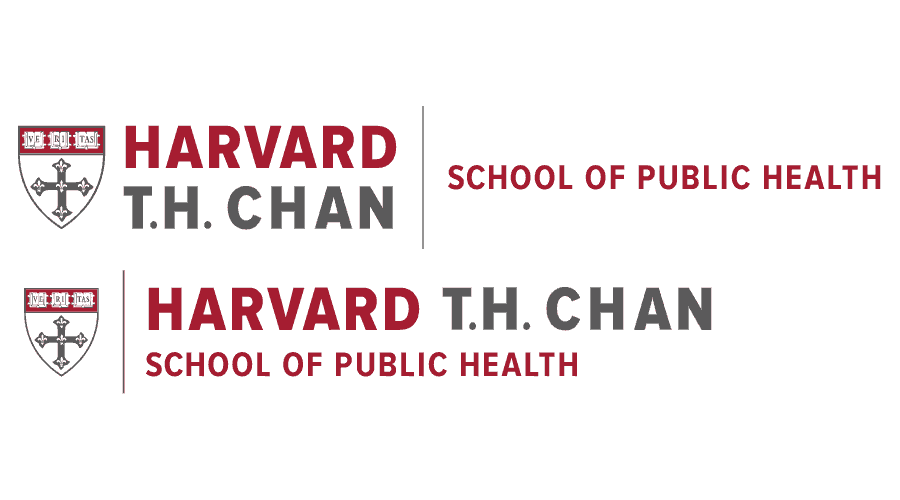 VE RI TAS
HARVARD
T.H. CHAN
SCHOOL OF PUBLIC HEALTH
VE RI TAS
HARVARD T.H. CHAN
SCHOOL OF PUBLIC HEALTH